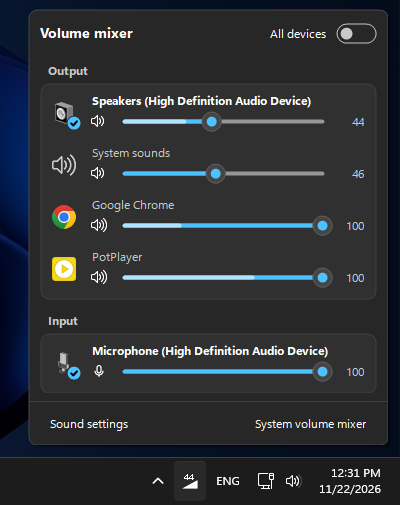 Volume mixer All devices
Output
Speakers (High Definition Audio Device)
44
System sounds
46
Google Chrome
100
PotPlayer
100
Input
Microphone (High Definition Audio Device)
100
Sound settings System volume mixer
44 ENG 12:31 PM
11/22/2026